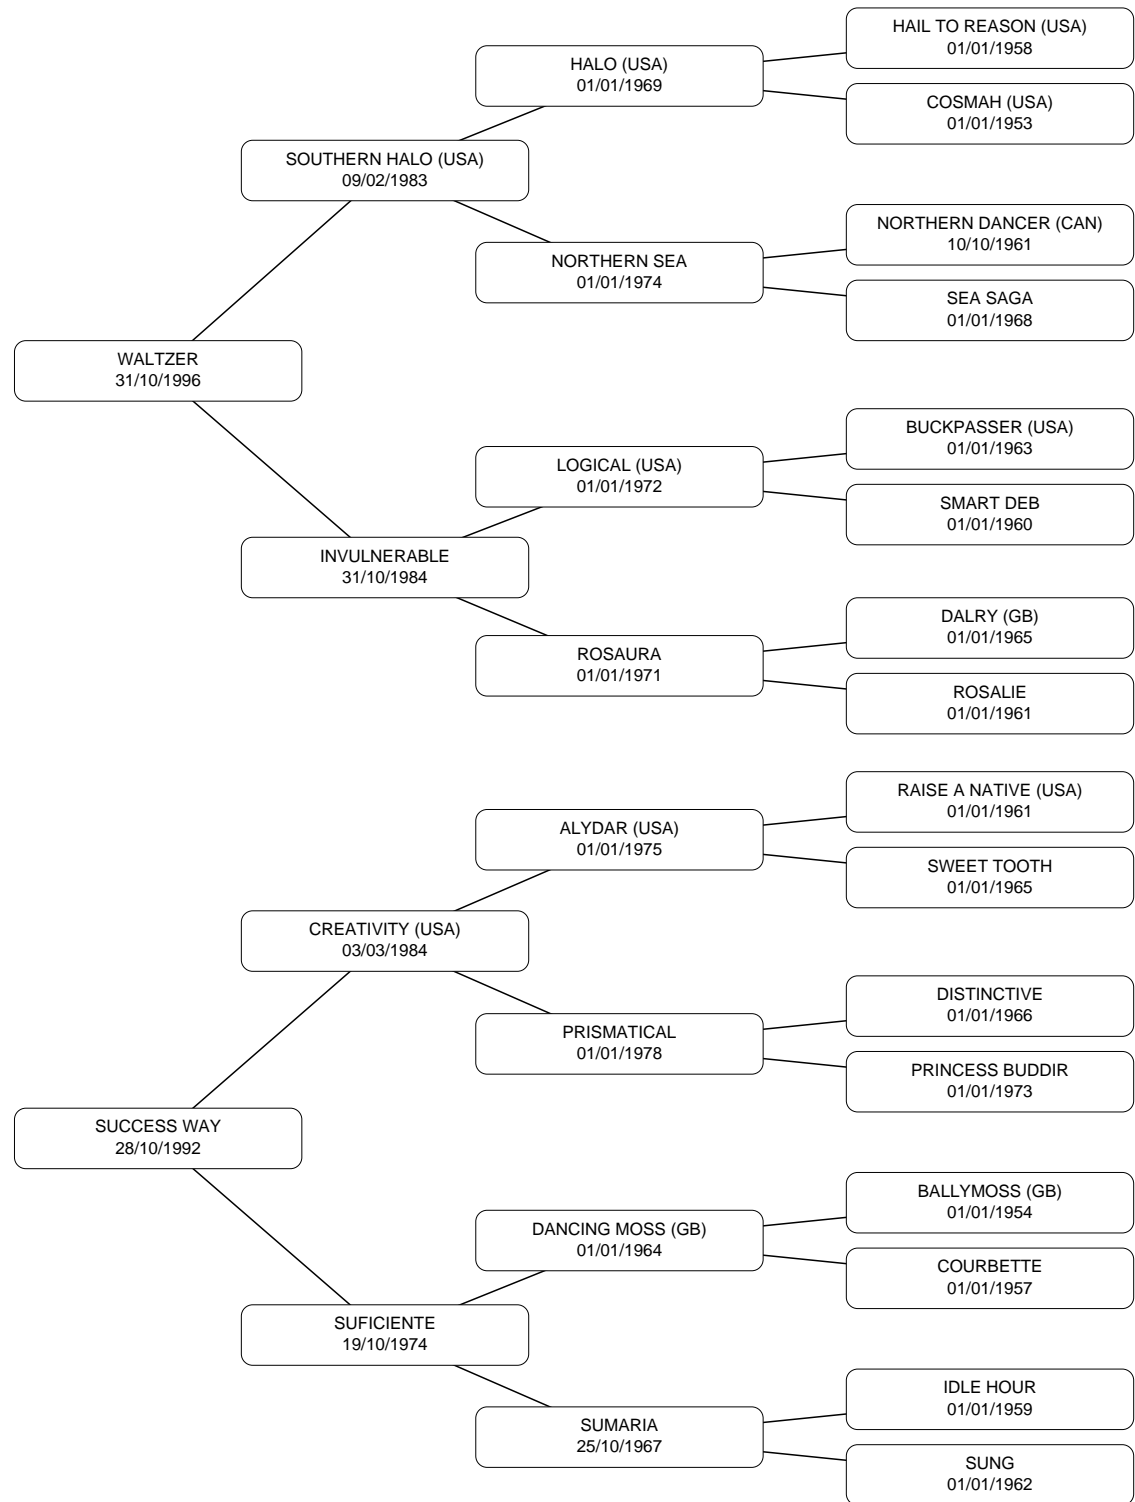 HAIL TO REASON (USA)
01/01/1958
HALO (USA)
01/01/1969
COSMAH (USA)
01/01/1953
SOUTHERN HALO (USA)
09/02/1983
NORTHERN DANCER (CAN)
10/10/1961
NORTHERN SEA
01/01/1974
SEA SAGA
01/01/1968
WALTZER
31/10/1996
BUCKPASSER (USA)
01/01/1963
LOGICAL (USA)
01/01/1972
SMART DEB
01/01/1960
INVULNERABLE
31/10/1984
DALRY (GB)
01/01/1965
ROSAURA
01/01/1971
ROSALIE
01/01/1961
RAISE A NATIVE (USA)
01/01/1961
ALYDAR (USA)
01/01/1975
SWEET TOOTH
01/01/1965
CREATIVITY (USA)
03/03/1984
DISTINCTIVE
01/01/1966
PRISMATICAL
01/01/1978
PRINCESS BUDDIR
01/01/1973
SUCCESS WAY
28/10/1992
BALLYMOSS (GB)
01/01/1954
DANCING MOSS (GB)
01/01/1964
COURBETTE
01/01/1957
SUFICIENTE
19/10/1974
IDLE HOUR
01/01/1959
SUMARIA
25/10/1967
SUNG
01/01/1962